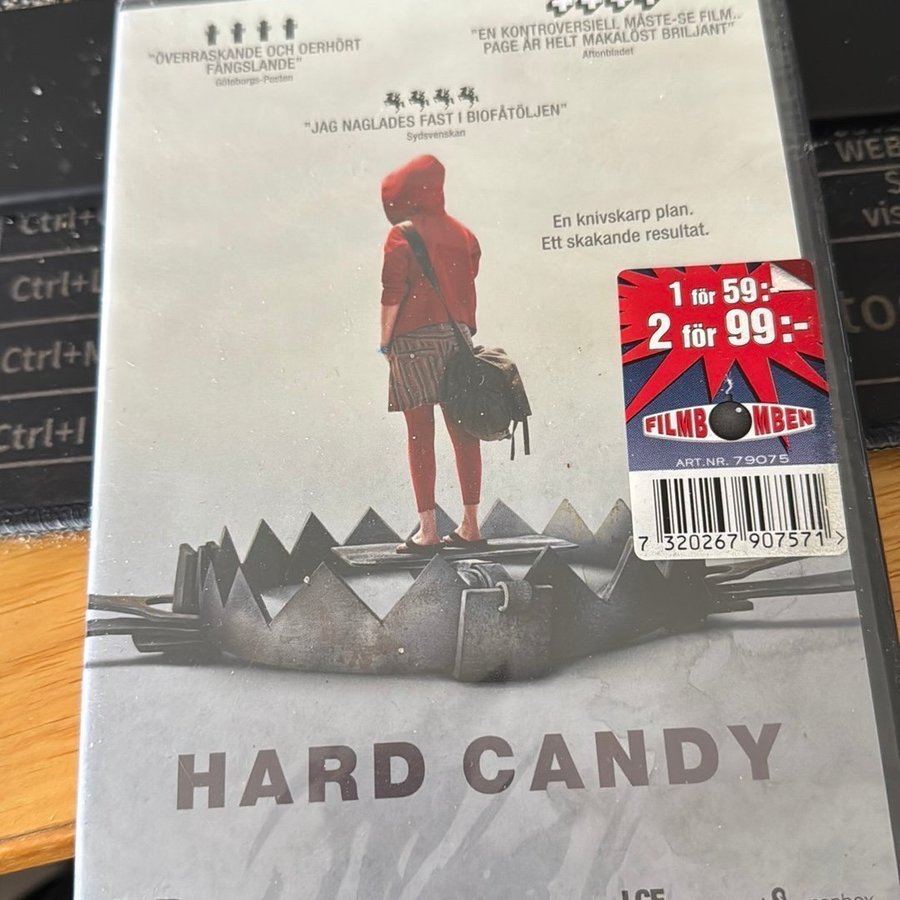 "ÖVERRASKANDE OCH OERHÖRT
FÄNGSLANDE"
Göteborgs-Posten
"EN KONTROVERSIELL MÅSTE-SE FILM..
PAGE ÄR HELT MAKALÖST BRILJANT"
Aftonbladet
"JAG NAGLADES FAST I BIOFÅTÖLJEN"
Sydsvenskan
En knivskarp plan.
Ett skakande resultat.
1 för 59:-
2 för 99:-
FILMBOMBEN
ART.NR. 79075
7 320267 907571 >
HARD CANDY
Ctrl+
Ctrl+L
Ctrl+
Ctrl+I
WEB